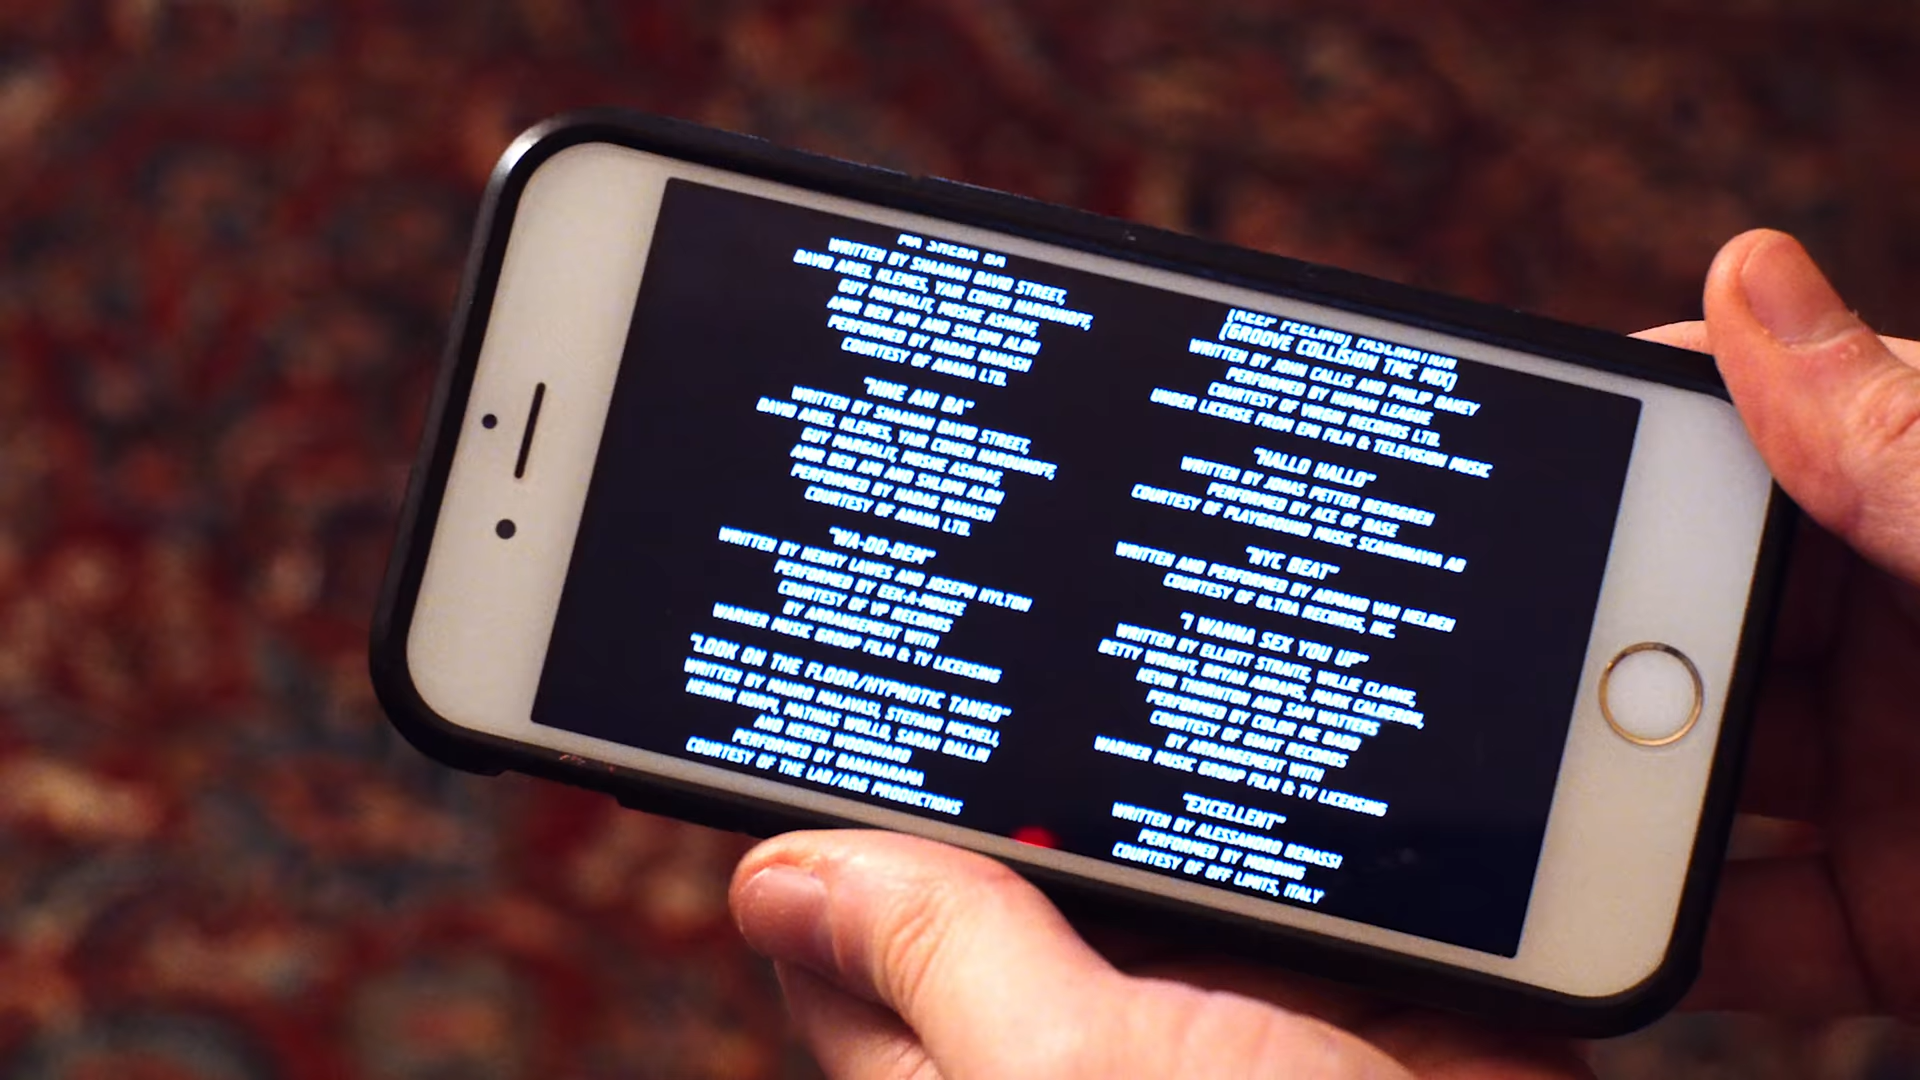 WRITTEN BY SHAANAN DAVID STREET,
DAVID ARIEL KLEMES, YAIR COHEN HAROUNOFF,
GUY MARGALIT, MOSHE ASHRAF,
AMIR BEN AMI AND SHLOMI ALON
PERFORMED BY HADAG NAHASH
COURTESY OF ANANA LTD.
"HINE ANI BA"
WRITTEN BY SHAANAN DAVID STREET,
DAVID ARIEL KLEMES, YAIR COHEN HAROUNOFF,
GUY MARGALIT, MOSHE ASHRAF,
AMIR BEN AMI AND SHLOMI ALON
PERFORMED BY HADAG NAHASH
COURTESY OF ANANA LTD.
"WA-DO-DEM"
WRITTEN BY HENRY LAWES AND JOSEPH HYLTON
PERFORMED BY EEK-A-MOUSE
COURTESY OF VP RECORDS
BY ARRANGEMENT WITH
WARNER MUSIC GROUP FILM & TV LICENSING
"LOOK ON THE FLOOR/HYPNOTIC TANGO"
WRITTEN BY MAURO MALAVASI, STEFANO MICHELI,
HENRIK KORPI, MATHIAS WOLLO, SARAH DALLIN
AND KEREN WOODWARD
PERFORMED BY BANANARAMA
COURTESY OF THE LAB/A&G PRODUCTIONS
[KEEP FEELING] FASCINATION
[GROOVE COLLISION TMC MIX]
WRITTEN BY JOHN CALLIS AND PHILIP OAKEY
PERFORMED BY HUMAN LEAGUE
COURTESY OF VIRGIN RECORDS LTD.
UNDER LICENSE FROM EMI FILM & TELEVISION MUSIC
"HALLO HALLO"
WRITTEN BY JONAS PETTER BERGGREN
PERFORMED BY ACE OF BASE
COURTESY OF PLAYGROUND MUSIC SCANDINAVIA AB
"NYC BEAT"
WRITTEN AND PERFORMED BY ARMAND VAN HELDEN
COURTESY OF ULTRA RECORDS, INC.
"I WANNA SEX YOU UP"
WRITTEN BY ELLIOTT STRAITE, WILLIE CLARKE,
BETTY WRIGHT, BRYAN ABRAMS, MARK CALDERON,
KEVIN THORNTON AND SAM WATTERS
PERFORMED BY COLOR ME BADD
COURTESY OF GIANT RECORDS
BY ARRANGEMENT WITH
WARNER MUSIC GROUP FILM & TV LICENSING
"EXCELLENT"
WRITTEN BY ALESSANDRO BENASSI
PERFORMED BY MOBBING
COURTESY OF OFF LIMITS, ITALY